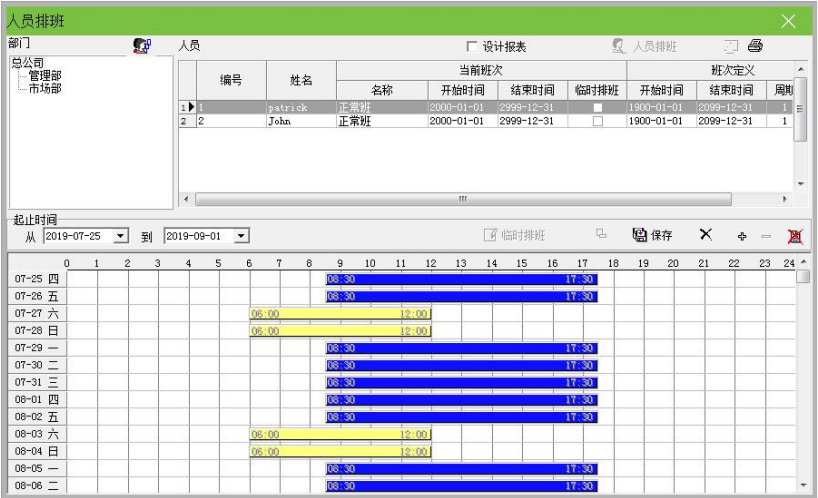 人员排班
部门 人员 设计报表 人员排班
总公司
管理部
市场部
当前班次 班次定义
编号 姓名 名称 开始时间 结束时间 临时排班 开始时间 结束时间 周期
1 1 patrick 正常班 2000-01-01 2999-12-31 1900-01-01 2099-12-31 1
2 2 John 正常班 2000-01-01 2999-12-31 1900-01-01 2099-12-31 1
起止时间
从 2019-07-25 到 2019-09-01 临时排班 保存
0 1 2 3 4 5 6 7 8 9 10 11 12 13 14 15 16 17 18 19 20 21 22 23 24
07-25 四 08:30 17:30
07-26 五 08:30 17:30
07-27 六 06:00 12:00
07-28 日 06:00 12:00
07-29 一 08:30 17:30
07-30 二 08:30 17:30
07-31 三 08:30 17:30
08-01 四 08:30 17:30
08-02 五 08:30 17:30
08-03 六 06:00 12:00
08-04 日 06:00 12:00
08-05 一 08:30 17:30
08-06 二 08:30 17:30